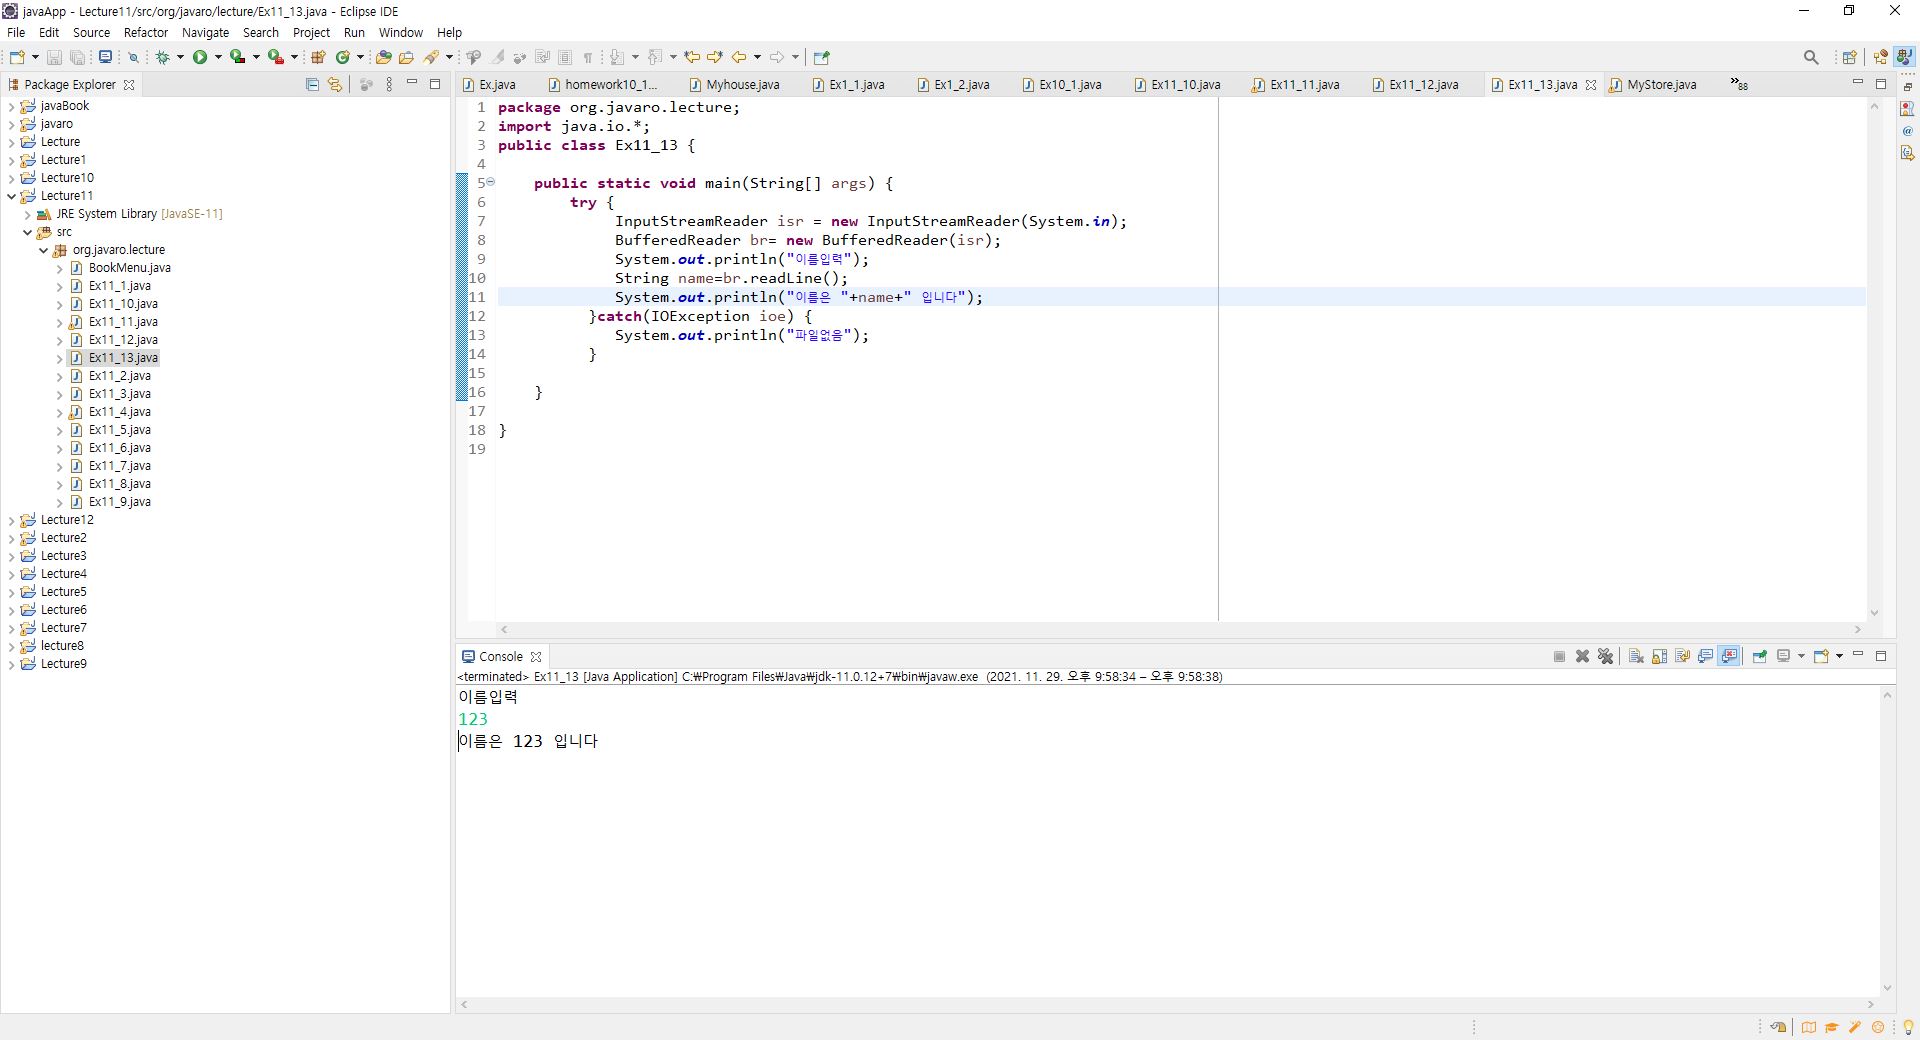 javaApp - Lecture11/src/org/javaro/lecture/Ex11_13.java - Eclipse IDE
File Edit Source Refactor Navigate Search Project Run Window Help
Package Explorer
javaBook
javaro
Lecture
Lecture1
Lecture10
Lecture11
JRE System Library [JavaSE-11]
src
org.javaro.lecture
BookMenu.java
Ex11_1.java
Ex11_10.java
Ex11_11.java
Ex11_12.java
Ex11_13.java
Ex11_2.java
Ex11_3.java
Ex11_4.java
Ex11_5.java
Ex11_6.java
Ex11_7.java
Ex11_8.java
Ex11_9.java
Lecture12
Lecture2
Lecture3
Lecture4
Lecture5
Lecture6
Lecture7
lecture8
Lecture9
Ex.java homework10_1... Myhouse.java Ex1_1.java Ex1_2.java Ex10_1.java Ex11_10.java Ex11_11.java Ex11_12.java Ex11_13.java MyStore.java »88
1 package org.javaro.lecture;
2 import java.io.*;
3 public class Ex11_13 {
4
5 public static void main(String[] args) {
6 try {
7 InputStreamReader isr = new InputStreamReader(System.in);
8 BufferedReader br= new BufferedReader(isr);
9 System.out.println("이름입력");
10 String name=br.readLine();
11 System.out.println("이름은 "+name+" 입니다");
12 }catch(IOException ioe) {
13 System.out.println("파일없음");
14 }
15
16 }
17
18 }
19
Console
<terminated> Ex11_13 [Java Application] C:₩Program Files₩Java₩jdk-11.0.12+7₩bin₩javaw.exe (2021. 11. 29. 오후 9:58:34 – 오후 9:58:38)
이름입력
123
이름은 123 입니다